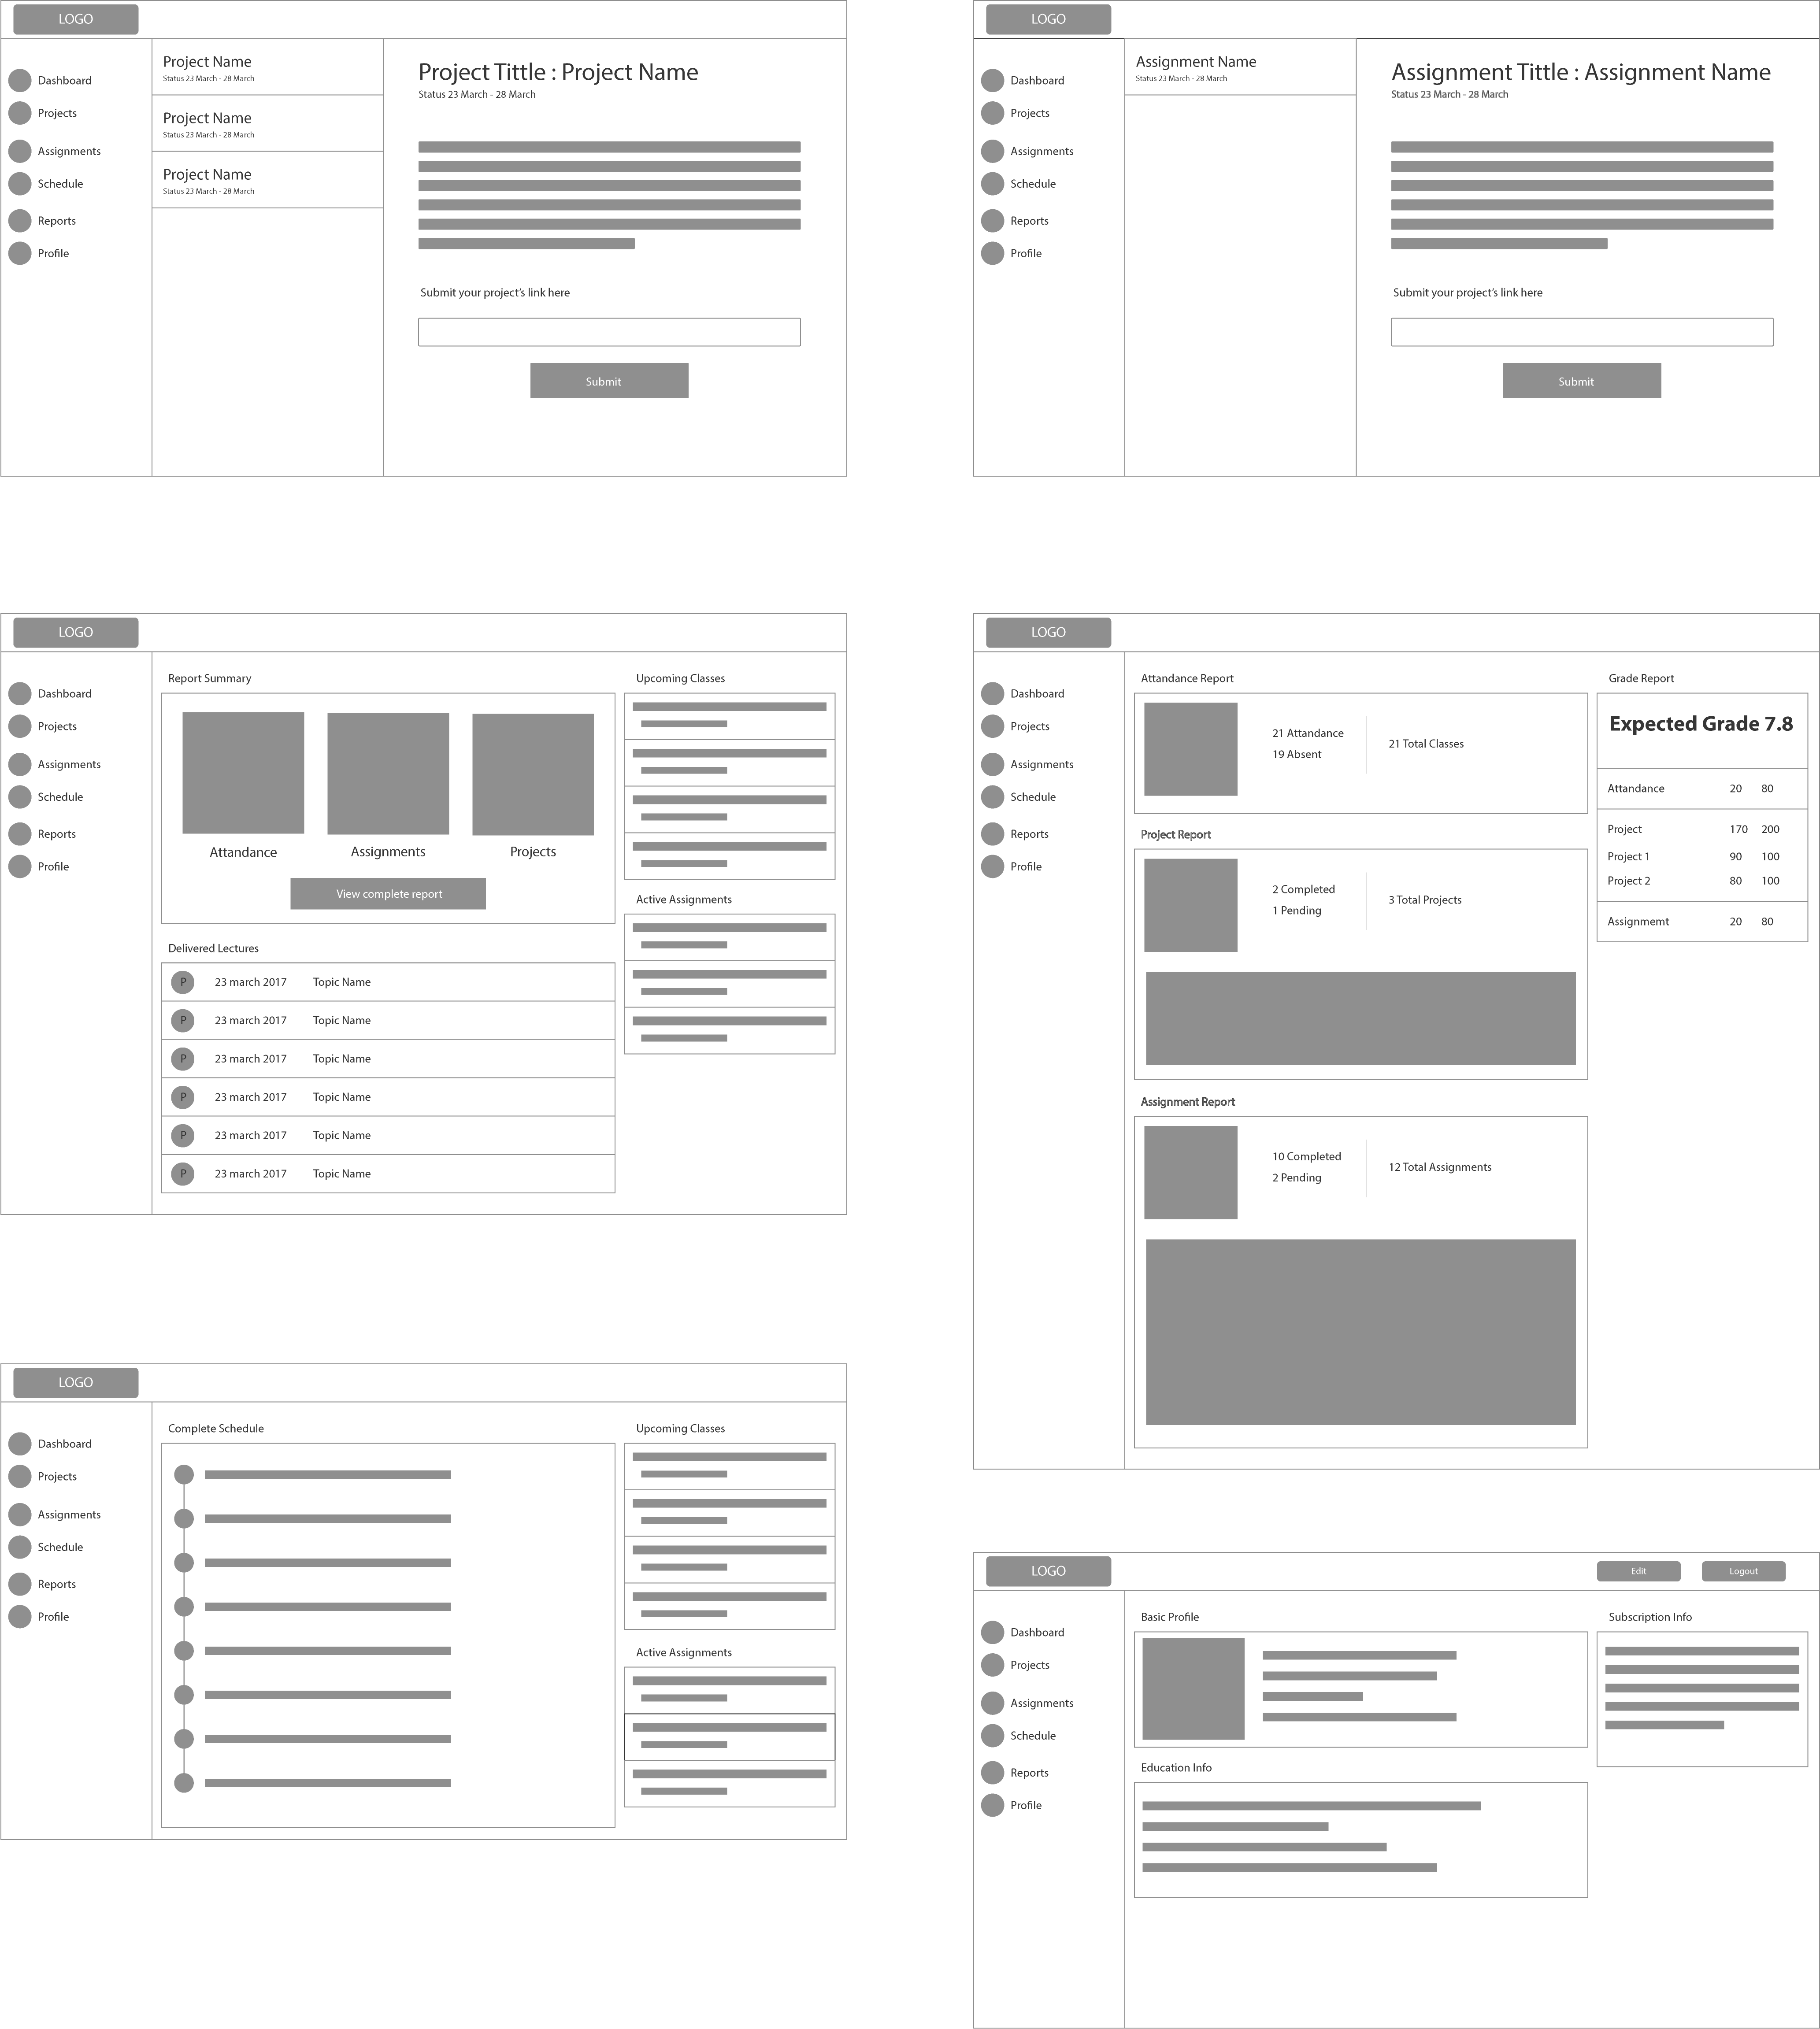 LOGO
Dashboard
Projects
Assignments
Schedule
Reports
Profile
Project Name
Status 23 March - 28 March
Project Name
Status 23 March - 28 March
Project Name
Status 23 March - 28 March
Project Tittle : Project Name
Status 23 March - 28 March
Submit your project's link here
Submit
LOGO
Dashboard
Projects
Assignments
Schedule
Reports
Profile
Assignment Name
Status 23 March - 28 March
Assignment Tittle : Assignment Name
Status 23 March - 28 March
Submit your project's link here
Submit
LOGO
Dashboard
Projects
Assignments
Schedule
Reports
Profile
Report Summary
Attandance Assignments Projects
View complete report
Delivered Lectures
P 23 march 2017 Topic Name
P 23 march 2017 Topic Name
P 23 march 2017 Topic Name
P 23 march 2017 Topic Name
P 23 march 2017 Topic Name
P 23 march 2017 Topic Name
Upcoming Classes
Active Assignments
LOGO
Dashboard
Projects
Assignments
Schedule
Reports
Profile
Attandance Report
21 Attandance
19 Absent
21 Total Classes
Project Report
2 Completed
1 Pending
3 Total Projects
Assignment Report
10 Completed
2 Pending
12 Total Assignments
Grade Report
Expected Grade 7.8
Attandance 20 80
Project 170 200
Project 1 90 100
Project 2 80 100
Assignmemt 20 80
LOGO
Dashboard
Projects
Assignments
Schedule
Reports
Profile
Complete Schedule
Upcoming Classes
Active Assignments
LOGO
Edit
Logout
Dashboard
Projects
Assignments
Schedule
Reports
Profile
Basic Profile
Education Info
Subscription Info